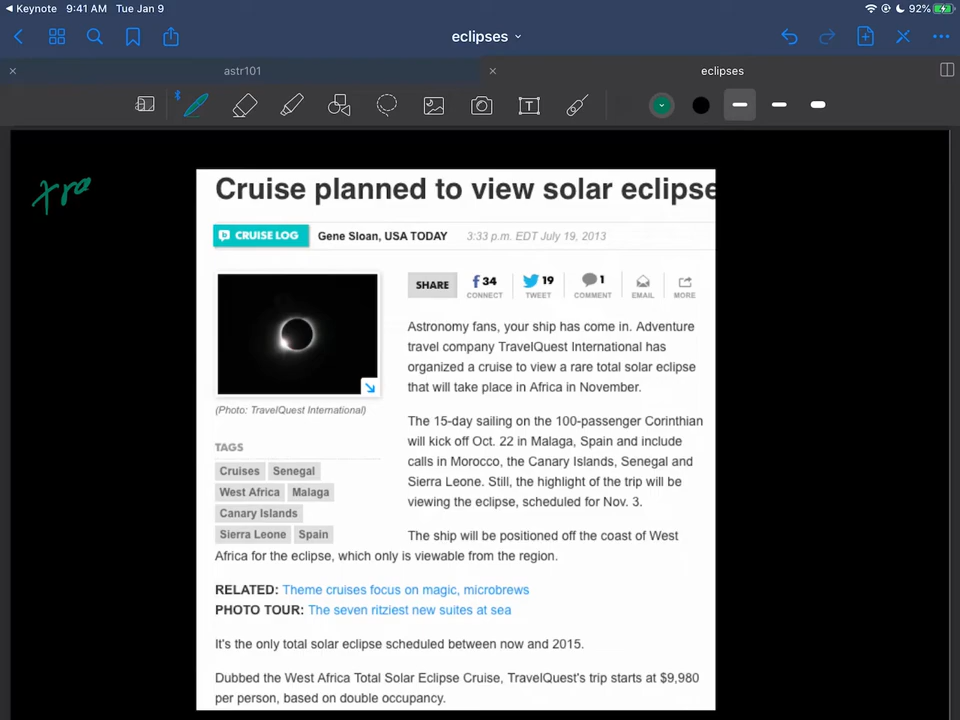 Keynote 9:41 AM Tue Jan 9 92%
eclipses
astr101 eclipses
T
tra
Cruise planned to view solar eclipse
CRUISE LOG Gene Sloan, USA TODAY 3:33 p.m. EDT July 19, 2013
SHARE 34 CONNECT 19 TWEET 1 COMMENT EMAIL MORE
(Photo: TravelQuest International)
TAGS
Cruises Senegal
West Africa Malaga
Canary Islands
Sierra Leone Spain
Astronomy fans, your ship has come in. Adventure
travel company TravelQuest International has
organized a cruise to view a rare total solar eclipse
that will take place in Africa in November.
The 15-day sailing on the 100-passenger Corinthian
will kick off Oct. 22 in Malaga, Spain and include
calls in Morocco, the Canary Islands, Senegal and
Sierra Leone. Still, the highlight of the trip will be
viewing the eclipse, scheduled for Nov. 3.
The ship will be positioned off the coast of West
Africa for the eclipse, which only is viewable from the region.
RELATED: Theme cruises focus on magic, microbrews
PHOTO TOUR: The seven ritziest new suites at sea
It's the only total solar eclipse scheduled between now and 2015.
Dubbed the West Africa Total Solar Eclipse Cruise, TravelQuest's trip starts at $9,980
per person, based on double occupancy.